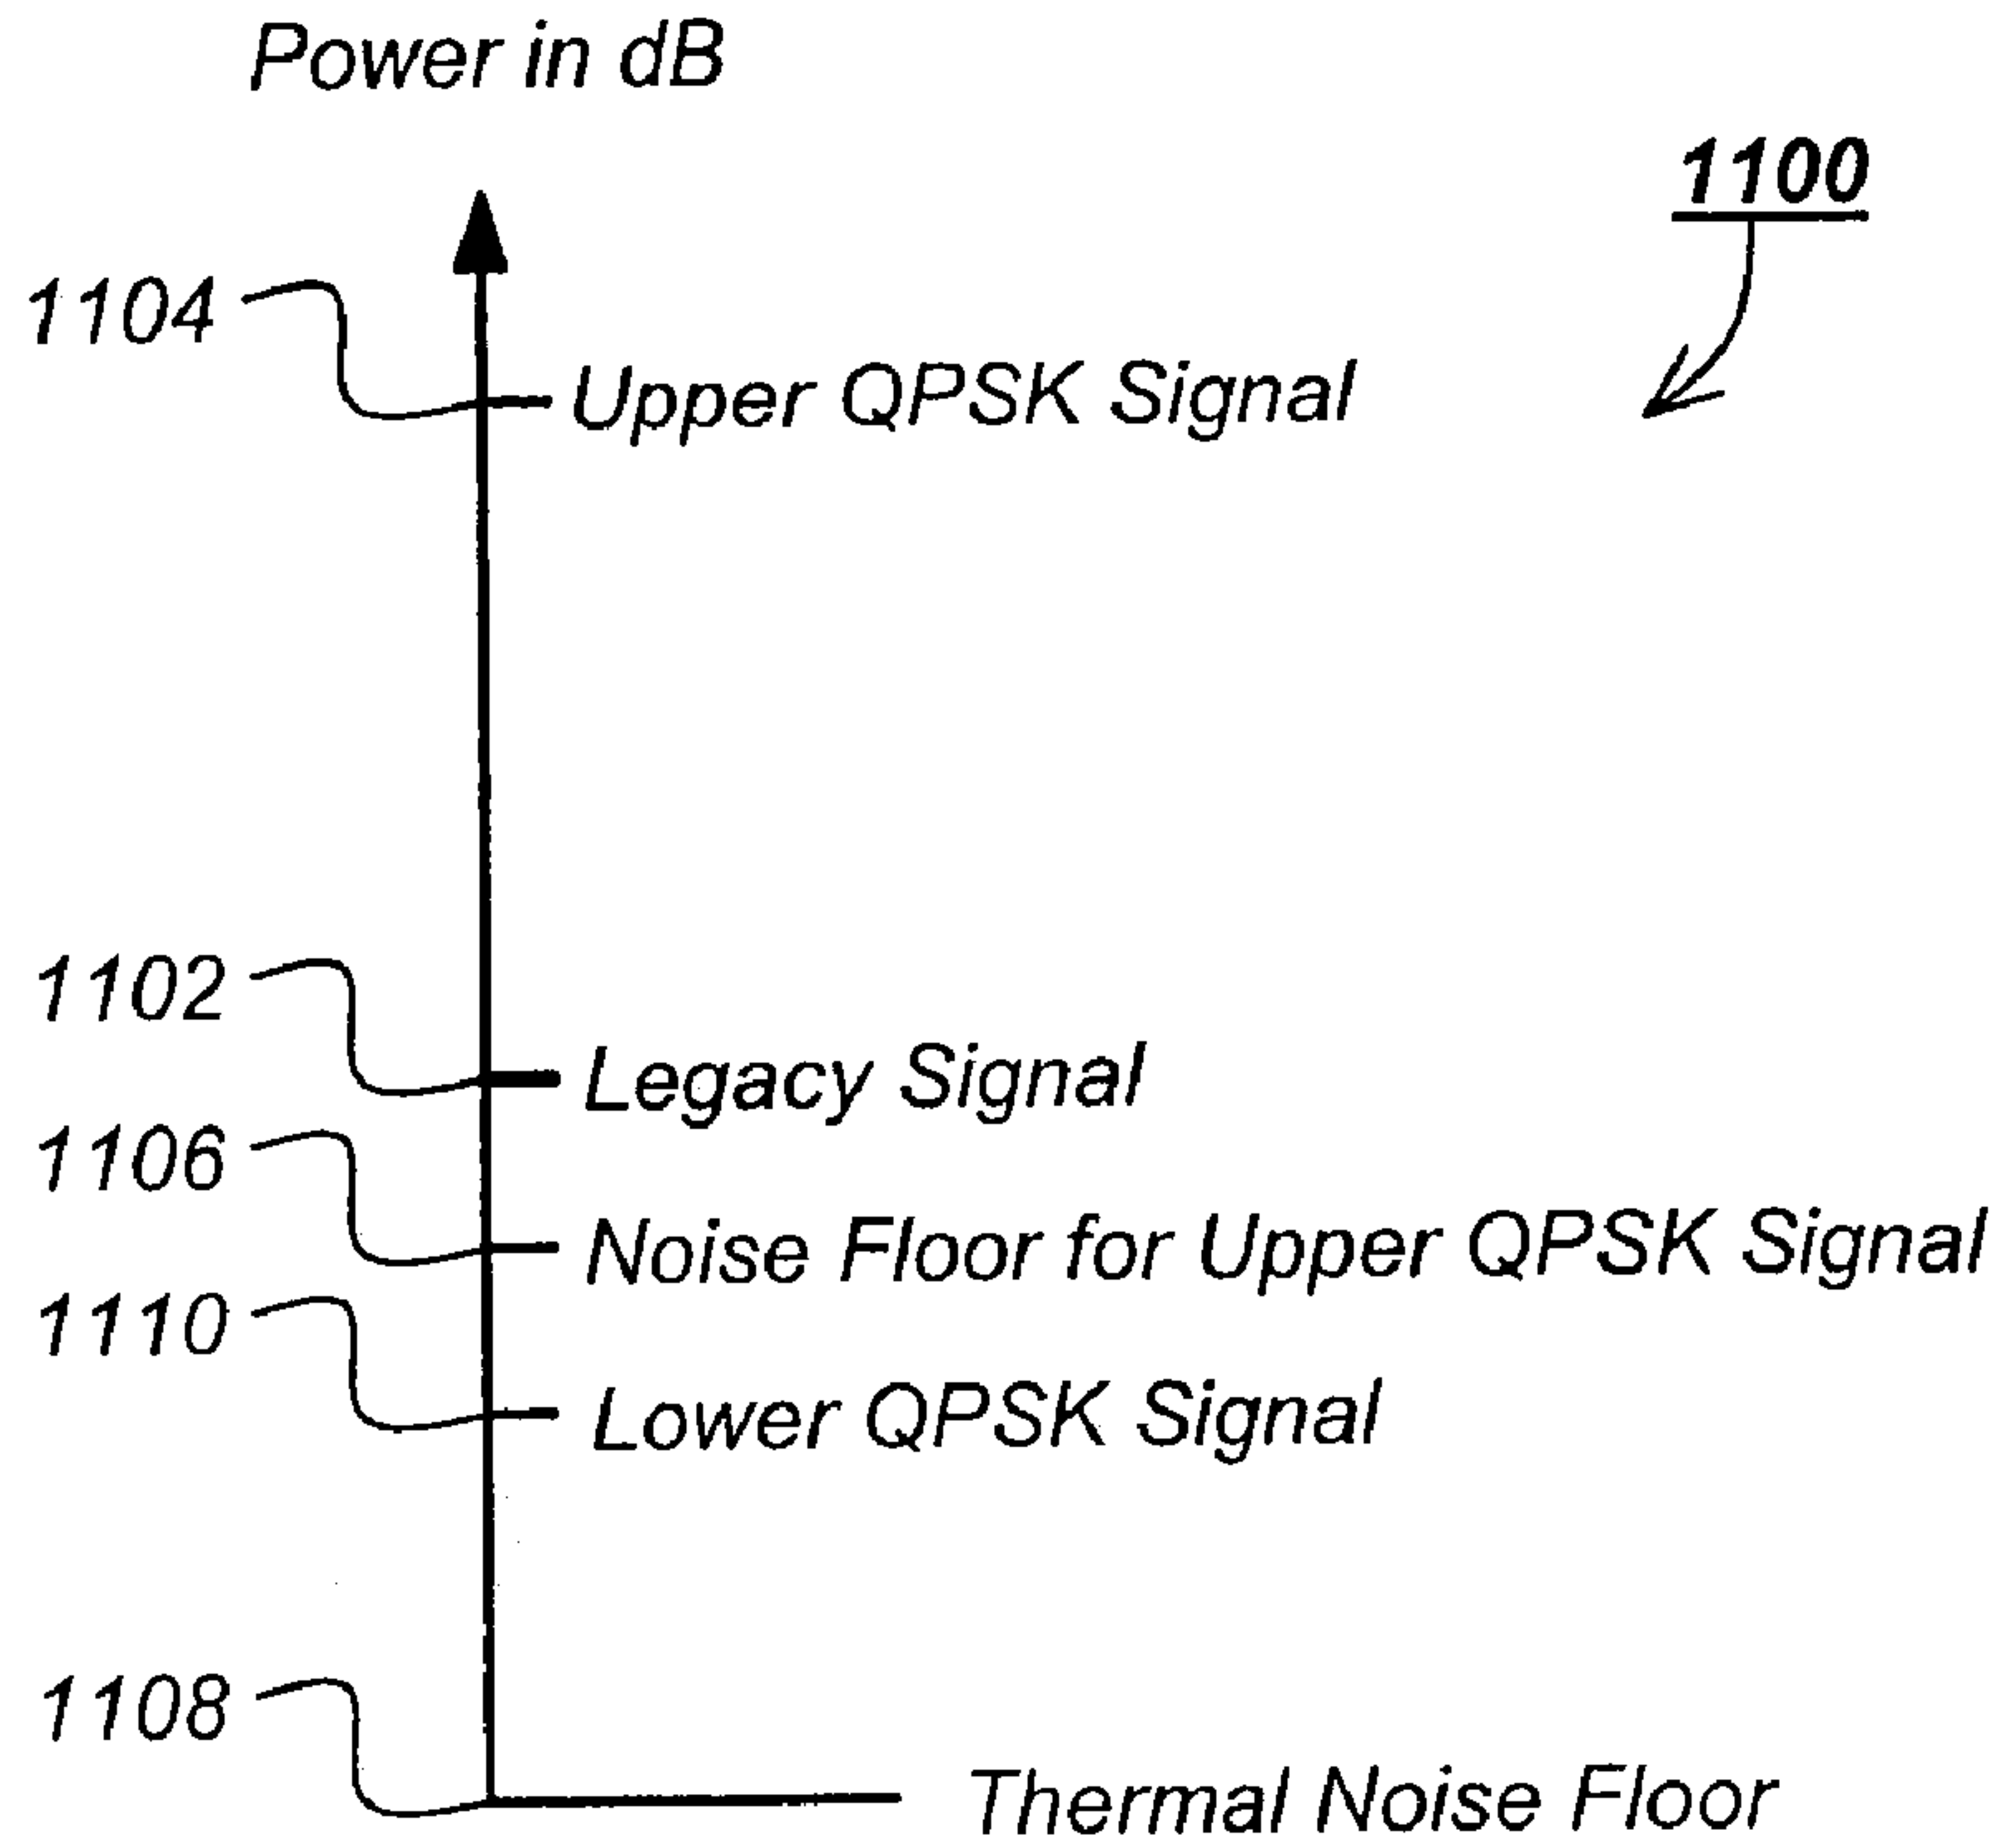 Power in dB
1100
1104
Upper QPSK Signal
1102
Legacy Signal
1106
Noise Floor for Upper QPSK Signal
1110
Lower QPSK Signal
1108
Thermal Noise Floor